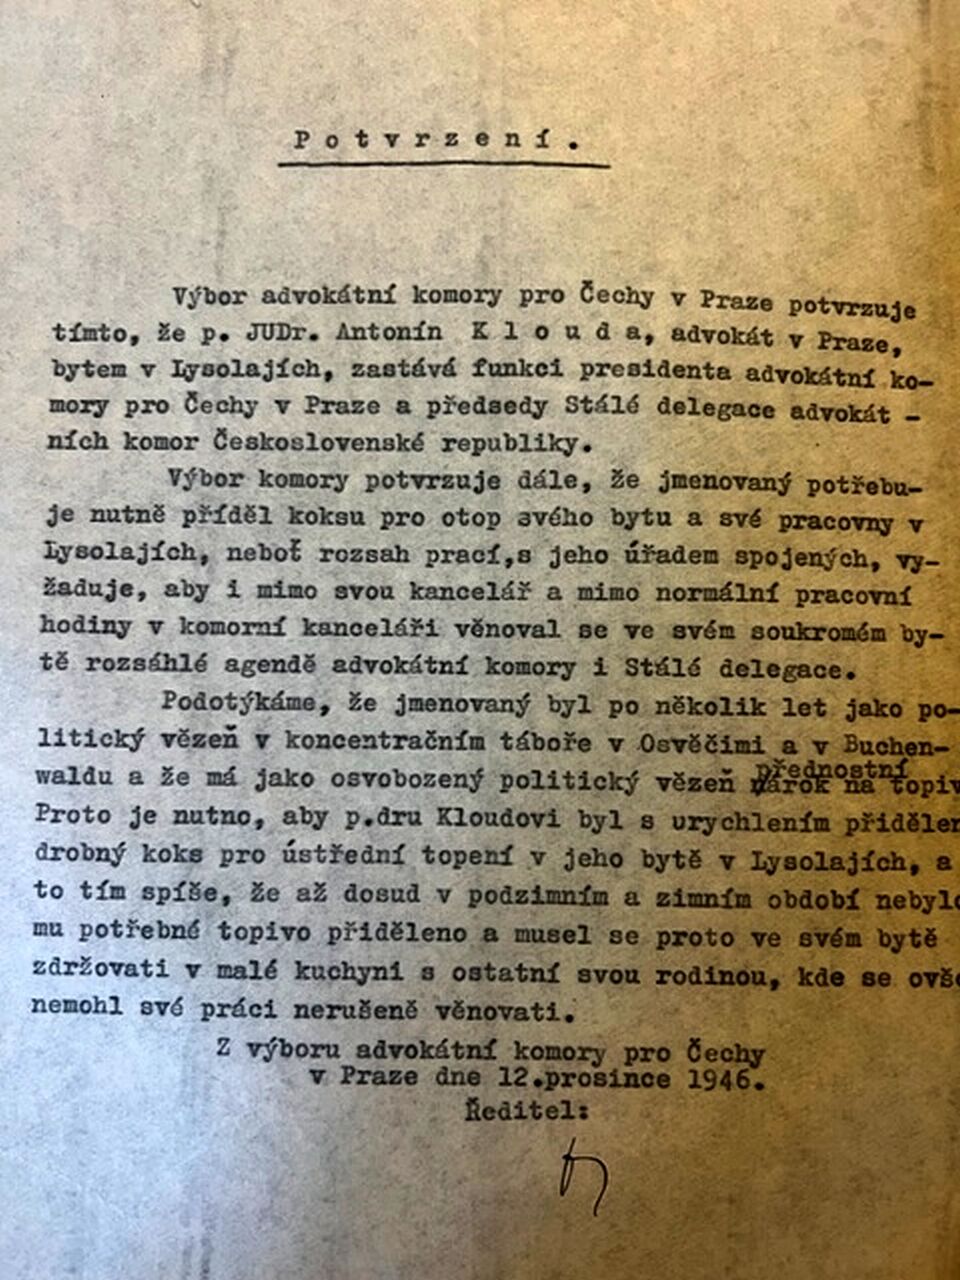 Potvrzení.
Výbor advokátní komory pro Čechy v Praze potvrzuje
tímto, že p. JUDr. Antonín K l o u d a, advokát v Praze,
bytem v Lysolajích, zastává funkci presidenta advokátní ko-
mory pro Čechy v Praze a předsedy Stálé delegace advokát -
ních komor Československé republiky.
Výbor komory potvrzuje dále, že jmenovaný potřebu-
je nutně příděl koksu pro otop svého bytu a své pracovny v
Lysolajích, neboť rozsah prací,s jeho úřadem spojených, vy-
žaduje, aby i mimo svou kancelář a mimo normální pracovní
hodiny v komorní kanceláři věnoval se ve svém soukromém by-
tě rozsáhlé agendě advokátní komory i Stálé delegace.
Podotýkáme, že jmenovaný byl po několik let jako po-
litický vězeň v koncentračním táboře v Osvěčimi a v Buchen-
přednostní
waldu a že má jako osvobozený politický vězeň nárok na topiv
Proto je nutno, aby p.dru Kloudovi byl s urychlením přidělen
drobný koks pro ústřední topení v jeho bytě v Lysolajích, a
to tím spíše, že až dosud v podzimním a zimním období nebylo
mu potřebné topivo přiděleno a musel se proto ve svém bytě
zdržovati v malé kuchyni s ostatní svou rodinou, kde se ovše
nemohl své práci nerušeně věnovati.
Z výboru advokátní komory pro Čechy
v Praze dne 12.prosince 1946.
Ředitel: